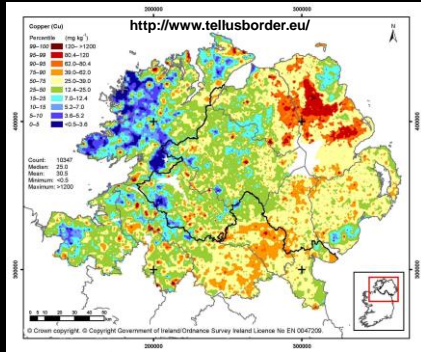 http://www.tellusborder.eu/
Copper (Cu)
Percentile (mg kg⁻¹)
99-100 120- >1200
95-99 80.4-120
90-95 62.0-80.4
75-90 39.0-62.0
50-75 25.0-39.0
25-50 12.4-25.0
15-25 7.0-12.4
10-15 5.2-7.0
5-10 3.6-5.2
0-5 <0.5-3.6
Count: 10347
Median: 25.0
Mean: 30.5
Minimum: <0.5
Maximum: >1200
200000
300000
N
400000
400000
300000
300000
200000
300000
© Crown copyright. © Copyright Government of Ireland/Ordnance Survey Ireland Licence No EN 0047209.